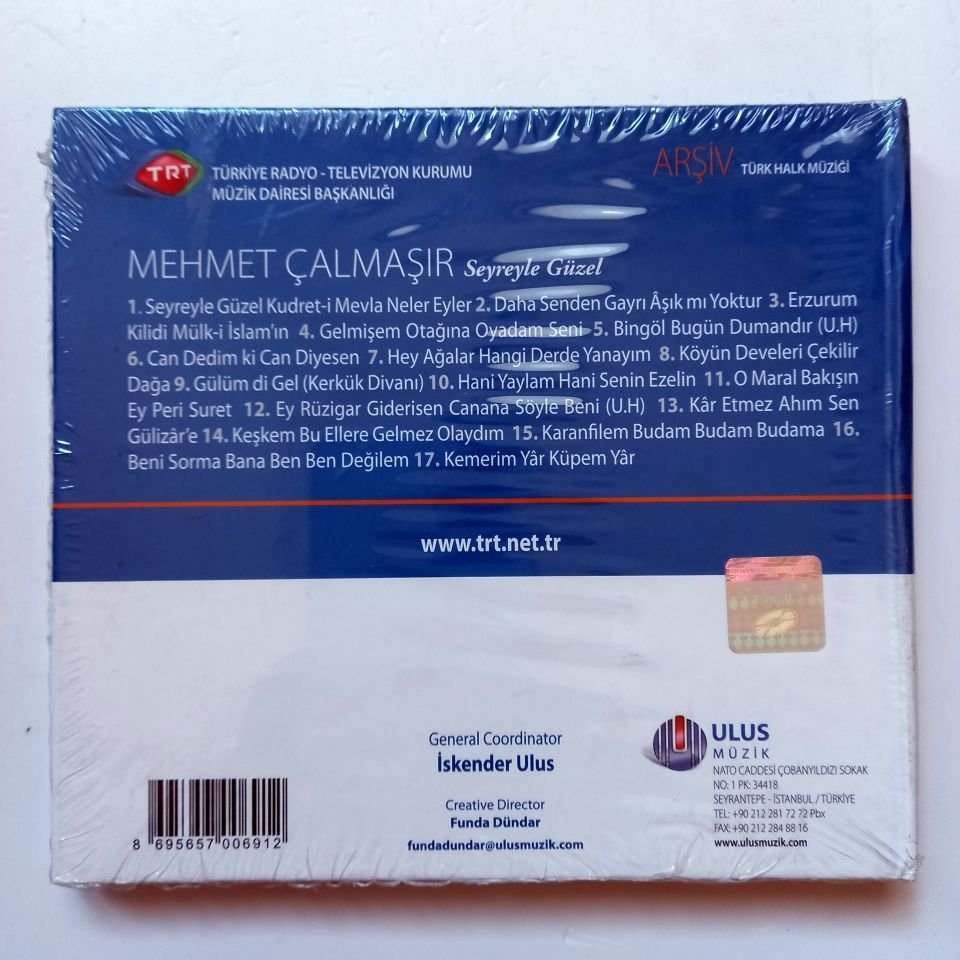 TRT
TÜRKİYE RADYO - TELEVİZYON KURUMU
MÜZİK DAİRESİ BAŞKANLIĞI
ARŞİV TÜRK HALK MÜZİĞİ
MEHMET ÇALMAŞIR Seyreyle Güzel
1. Seyreyle Güzel Kudret-i Mevla Neler Eyler 2. Daha Senden Gayrı Âşık mı Yoktur 3. Erzurum
Kilidi Mülk-i İslam'ın 4. Gelmişem Otağına Oyadam Seni 5. Bingöl Bugün Dumandır (U.H)
6. Can Dedim ki Can Diyesen 7. Hey Ağalar Hangi Derde Yanayım 8. Köyün Develeri Çekilir
Dağa 9. Gülüm di Gel (Kerkük Divanı) 10. Hani Yaylam Hani Senin Ezelin 11. O Maral Bakışın
Ey Peri Suret 12. Ey Rüzigar Giderisen Canana Söyle Beni (U.H) 13. Kâr Etmez Ahım Sen
Gülizâr'e 14. Keşkem Bu Ellere Gelmez Olaydım 15. Karanfilem Budam Budam Budama 16.
Beni Sorma Bana Ben Ben Değilem 17. Kemerim Yâr Küpem Yâr
www.trt.net.tr
General Coordinator
İskender Ulus
Creative Director
Funda Dündar
fundadundar@ulusmuzik.com
ULUS
MÜZİK
NATO CADDESİ ÇOBANYILDIZI SOKAK
NO: 1 PK: 34418
SEYRANTEPE - İSTANBUL / TÜRKİYE
TEL: +90 212 281 72 72 Pbx
FAX: +90 212 284 88 16
www.ulusmuzik.com
8 695657 006912